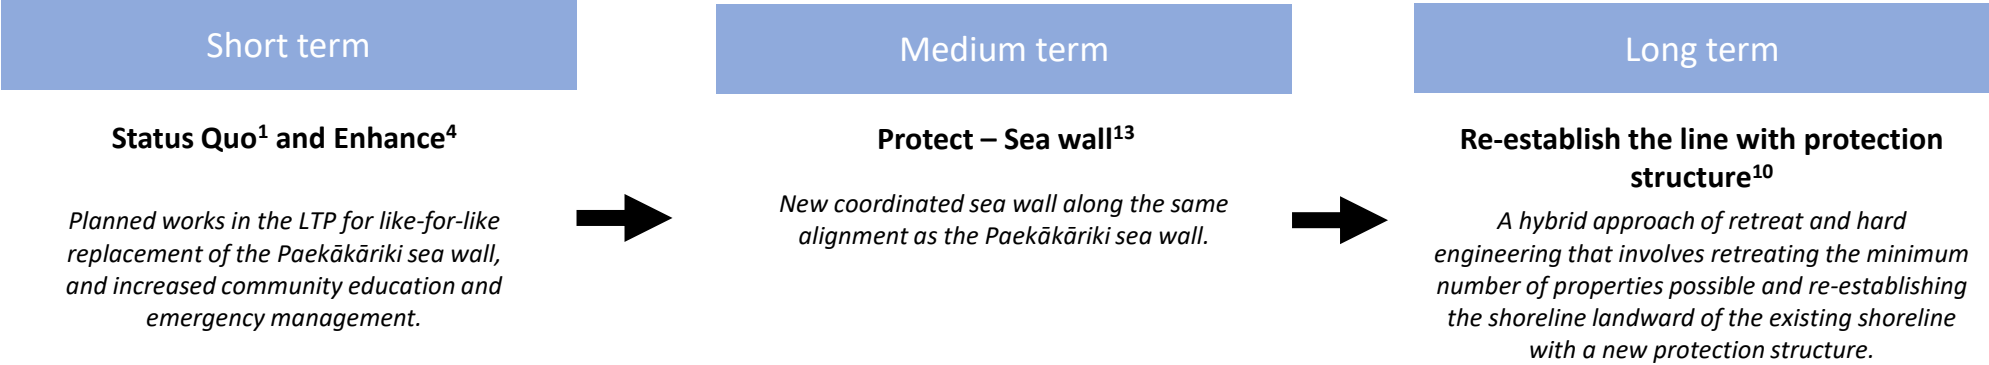 Short term
Status Quo¹ and Enhance⁴
Planned works in the LTP for like-for-like
replacement of the Paekākāriki sea wall,
and increased community education and
emergency management.
Medium term
Protect – Sea wall¹³
New coordinated sea wall along the same
alignment as the Paekākāriki sea wall.
Long term
Re-establish the line with protection
structure¹⁰
A hybrid approach of retreat and hard
engineering that involves retreating the minimum
number of properties possible and re-establishing
the shoreline landward of the existing shoreline
with a new protection structure.